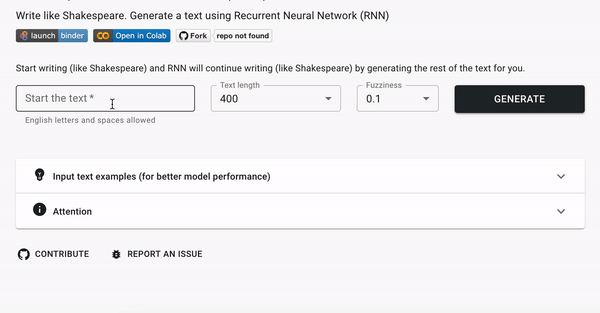 Write like Shakespeare. Generate a text using Recurrent Neural Network (RNN)
launch binder Open in Colab Fork repo not found
Start writing (like Shakespeare) and RNN will continue writing (like Shakespeare) by generating the rest of the text for you.
Text length Fuzziness
Start the text * 400 0.1 GENERATE
English letters and spaces allowed
Input text examples (for better model performance)
Attention
CONTRIBUTE REPORT AN ISSUE